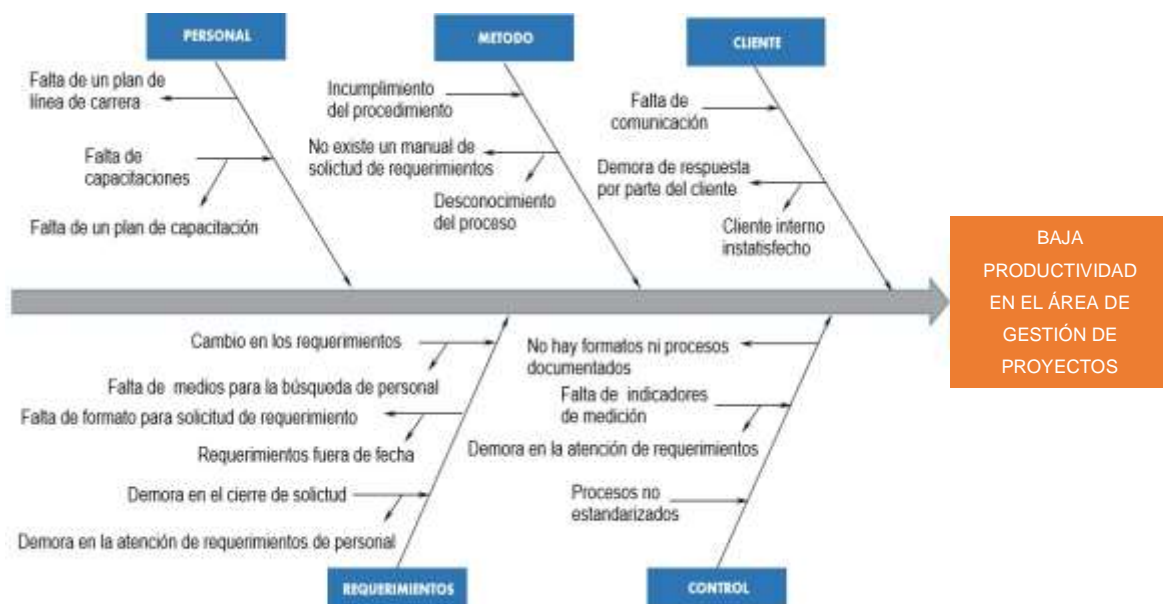 PERSONAL
METODO
CLIENTE
Falta de un plan de
línea de carrera
Falta de
capacitaciones
Falta de un plan de capacitación
Incumplimiento
del procedimiento
No existe un manual de
solicitud de requerimientos
Desconocimiento
del proceso
Falta de
comunicación
Demora de respuesta
por parte del cliente
Cliente interno
instatisfecho
BAJA
PRODUCTIVIDAD
EN EL ÁREA DE
GESTIÓN DE
PROYECTOS
Cambio en los requerimientos
Falta de medios para la búsqueda de personal
Falta de formato para solicitud de requerimiento
Requerimientos fuera de fecha
Demora en el cierre de solictud
Demora en la atención de requerimientos de personal
No hay formatos ni procesos
documentados
Falta de indicadores
de medición
Demora en la atención de requerimientos
Procesos no
estandarizados
REQUERIMIENTOS
CONTROL